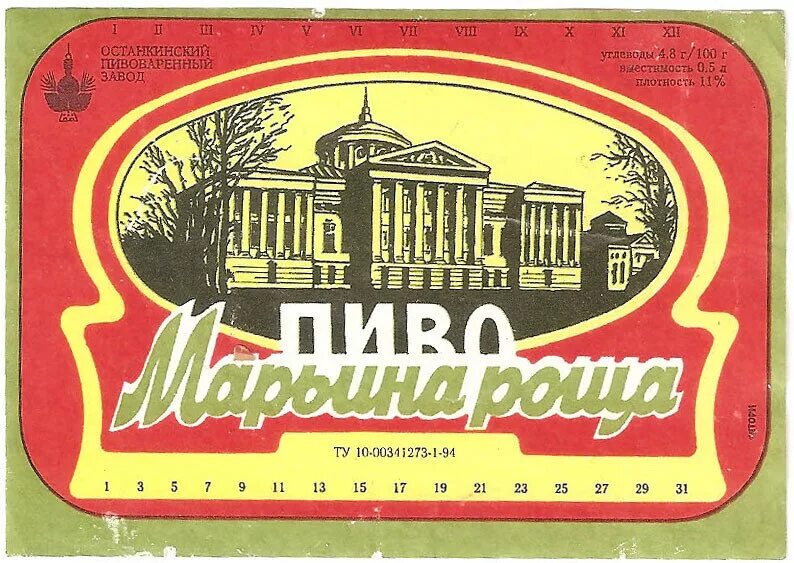 I II III IV V VI VII VIII IX X XI XII
ОСТАНКИНСКИЙ
ПИВОВАРЕННЫЙ
ЗАВОД
углеводы 4.8 г/100 г
вместимость 0.5 л
плотность 11%
ПИВО
Марьина роща
ТУ 10-00341273-1-94
1 3 5 7 9 11 13 15 17 19 21 23 25 27 29 31